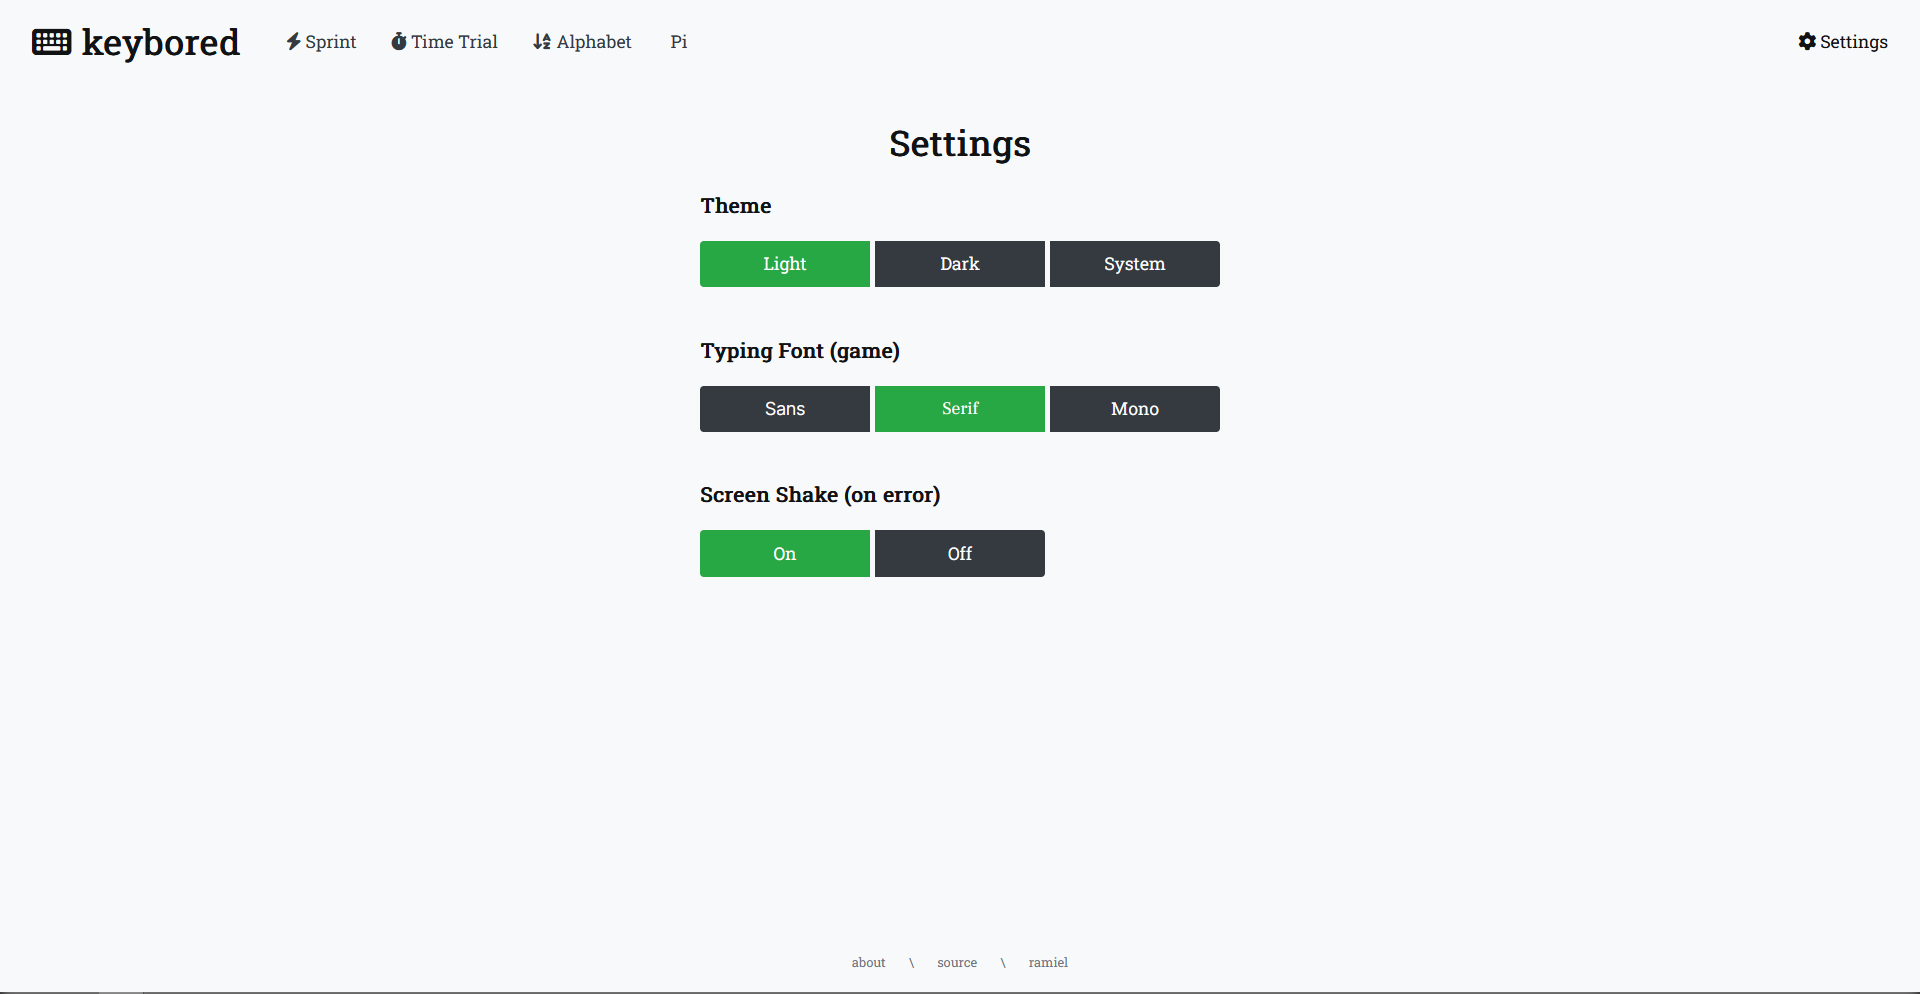 keybored Sprint Time Trial Alphabet Pi Settings
Settings
Theme
Light Dark System
Typing Font (game)
Sans Serif Mono
Screen Shake (on error)
On Off
about \ source \ ramiel